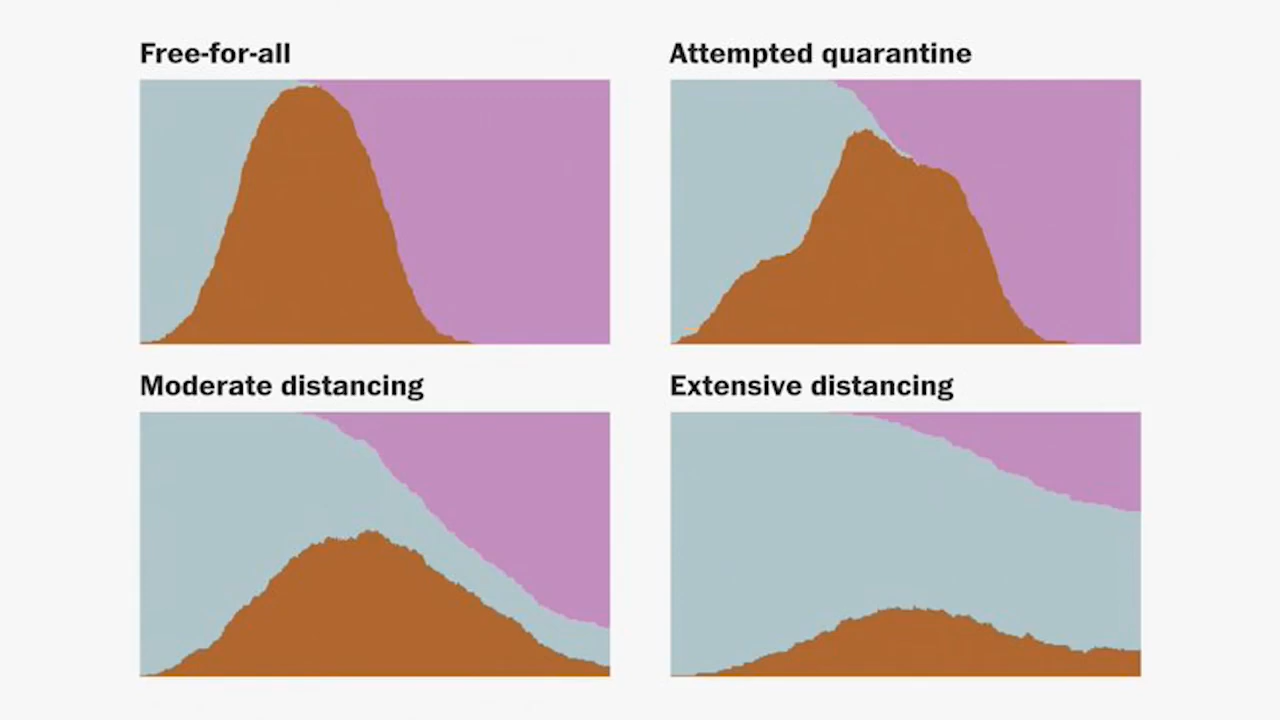 Free-for-all
Attempted quarantine
Moderate distancing
Extensive distancing